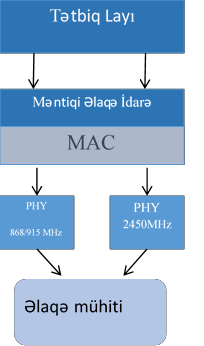 Tətbiq Layı
Məntiqi Əlaqə İdarə
MAC
PHY
868/915 MHz
PHY
2450MHz
Əlaqə mühiti